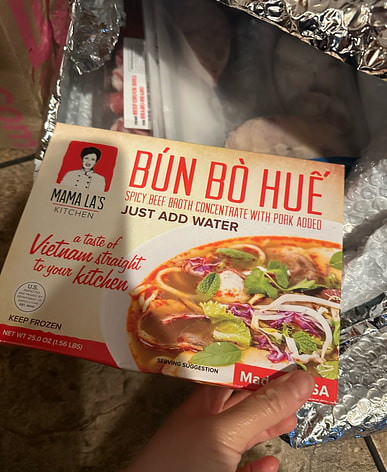 BÚN BÒ HUẾ
SPICY BEEF BROTH CONCENTRATE WITH PORK ADDED
JUST ADD WATER
MAMA LA'S
KITCHEN
a taste of
Vietnam straight
to your kitchen
U.S.
KEEP FROZEN
NET WT 25.0 OZ (1.56 LBS)
SERVING SUGGESTION